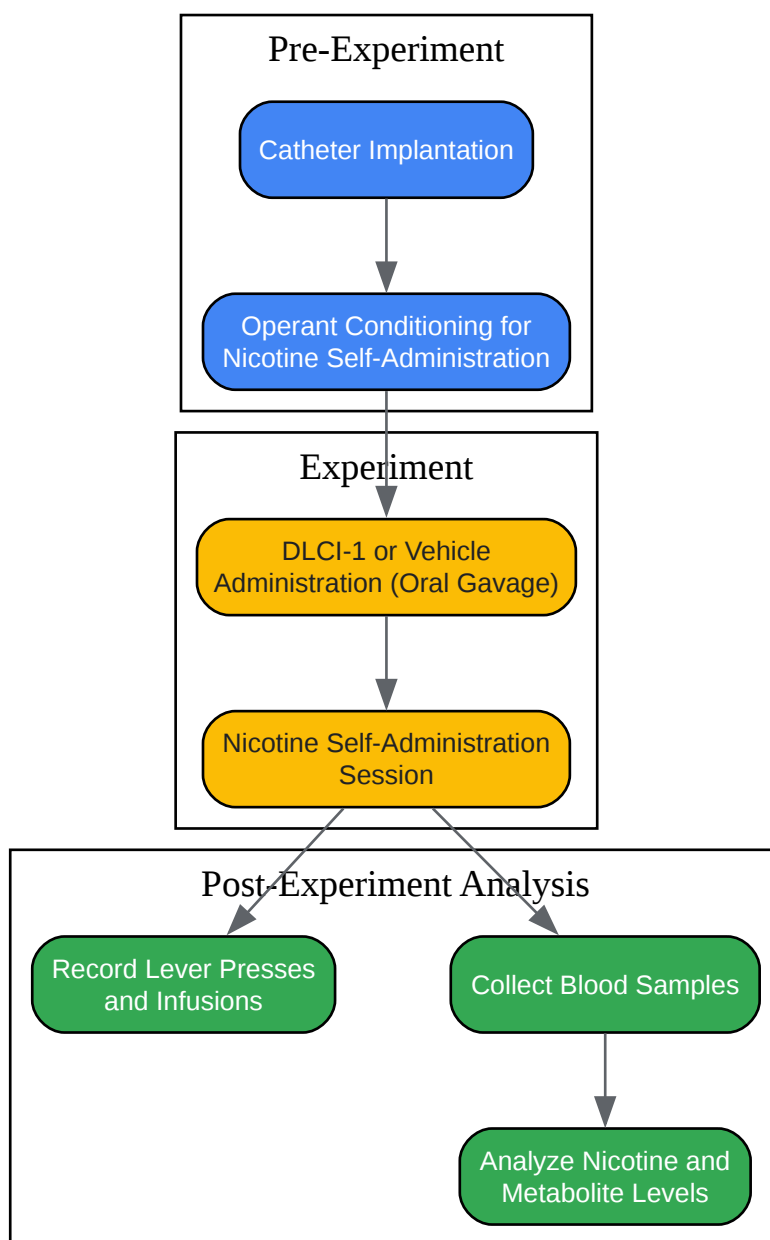 Pre-Experiment
Catheter Implantation
Operant Conditioning for
Nicotine Self-Administration
Experiment
DLCI-1 or Vehicle
Administration (Oral Gavage)
Nicotine Self-Administration
Session
Post-Experiment Analysis
Record Lever Presses
and Infusions
Collect Blood Samples
Analyze Nicotine and
Metabolite Levels